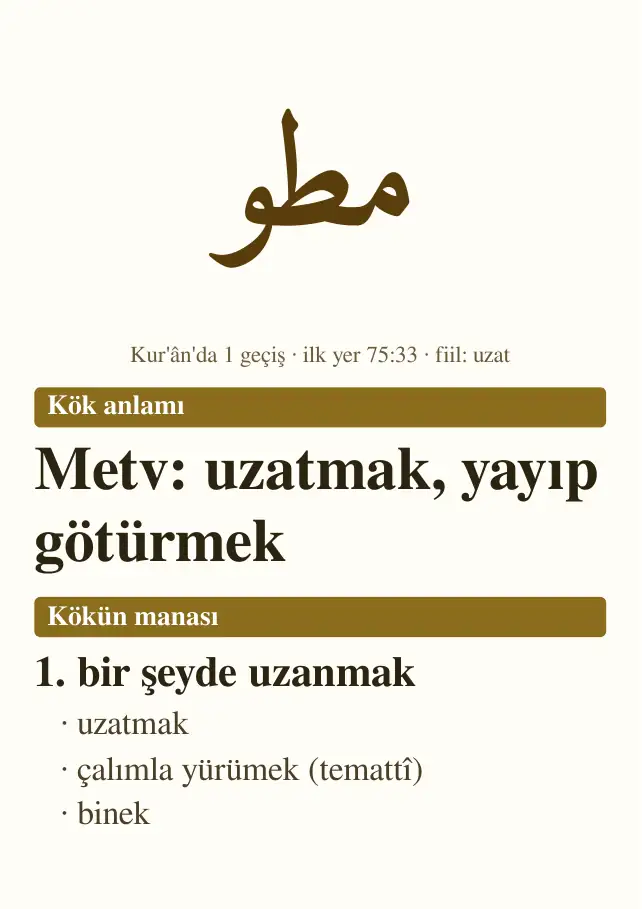 مطو
Kur'ân'da 1 geçiş · ilk yer 75:33 · fiil: uzat
Kök anlamı
Metv: uzatmak, yayıp
götürmek
Kökün manası
1. bir şeyde uzanmak
· uzatmak
· çalımla yürümek (temattî)
· binek